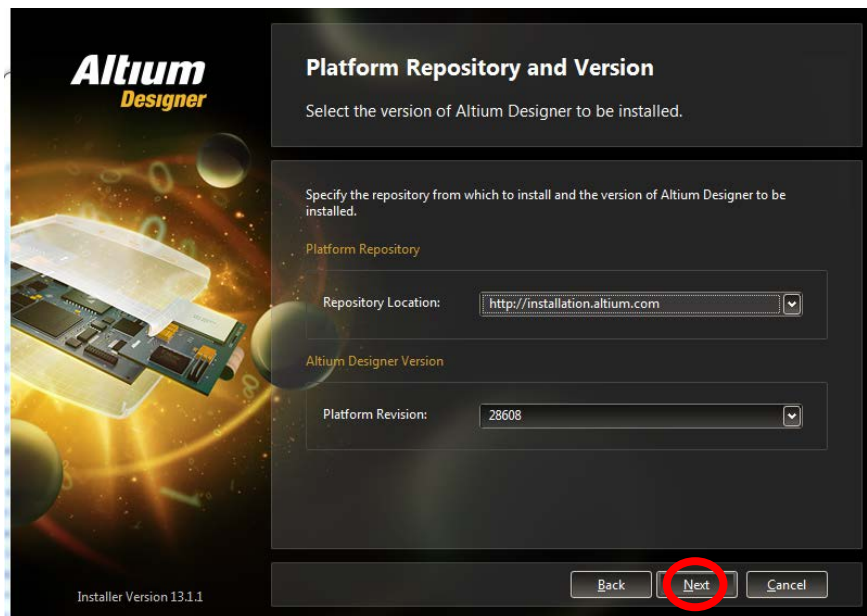 Altium
Designer
Platform Repository and Version
Select the version of Altium Designer to be installed.
Specify the repository from which to install and the version of Altium Designer to be
installed.
Platform Repository
Repository Location: http://installation.altium.com
Altium Designer Version
Platform Revision: 28608
Back Next Cancel
Installer Version 13.1.1